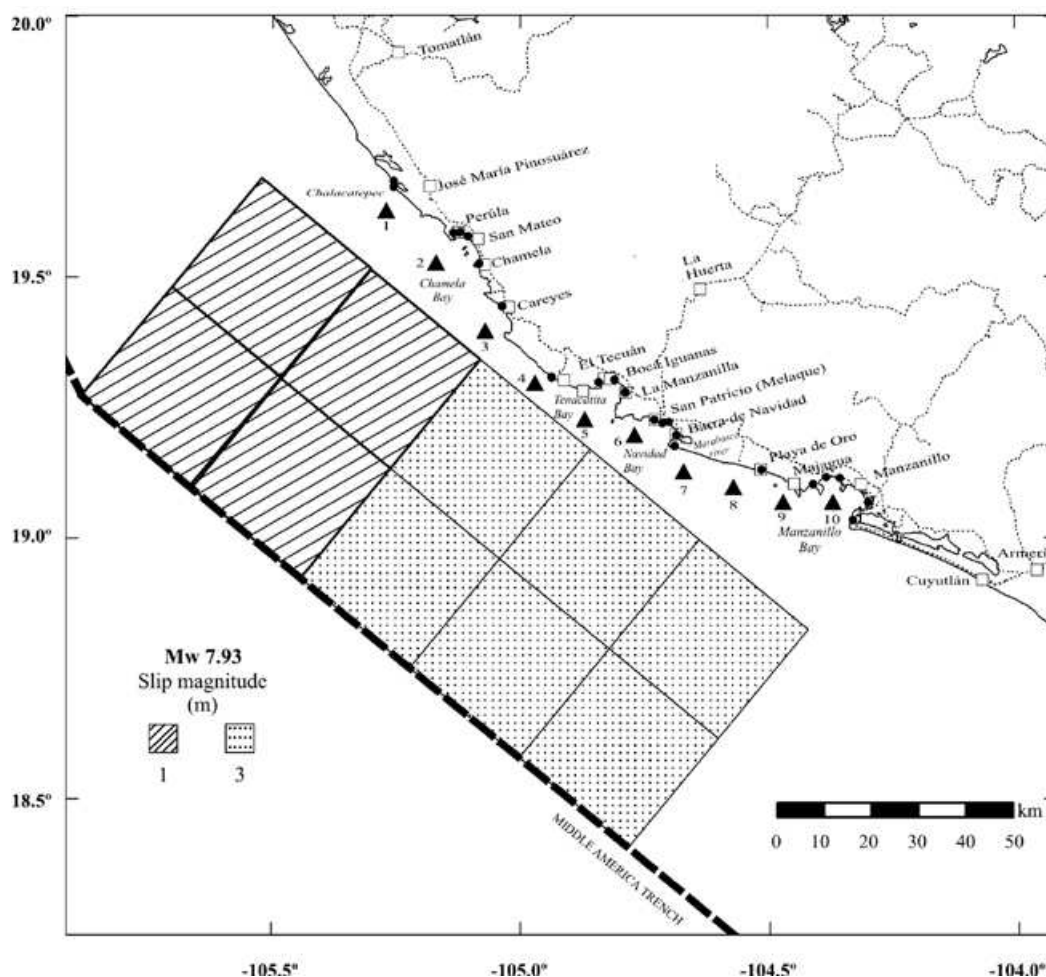 20.0°
Tomatlán
José María Pinosuárez
Chalacatepec
1
Perúla
San Mateo
19.5°
2
Chamela
Chamela
Bay
La
Huerta
Careyes
3
El Tecuán
Boca Iguanas
4
La Manzanilla
Tenacatita
Bay
San Patricio (Melaque)
5
Barra de Navidad
6
Navidad
Bay
Marabasco
river
Playa de Oro
7
Majagua
Manzanillo
8
9
10
19.0°
Manzanillo
Bay
Armerí
Cuyutlán
Mw 7.93
Slip magnitude
(m)
1 3
18.5°
MIDDLE AMERICA TRENCH
km
0 10 20 30 40 50
-105.5° -105.0° -104.5° -104.0°